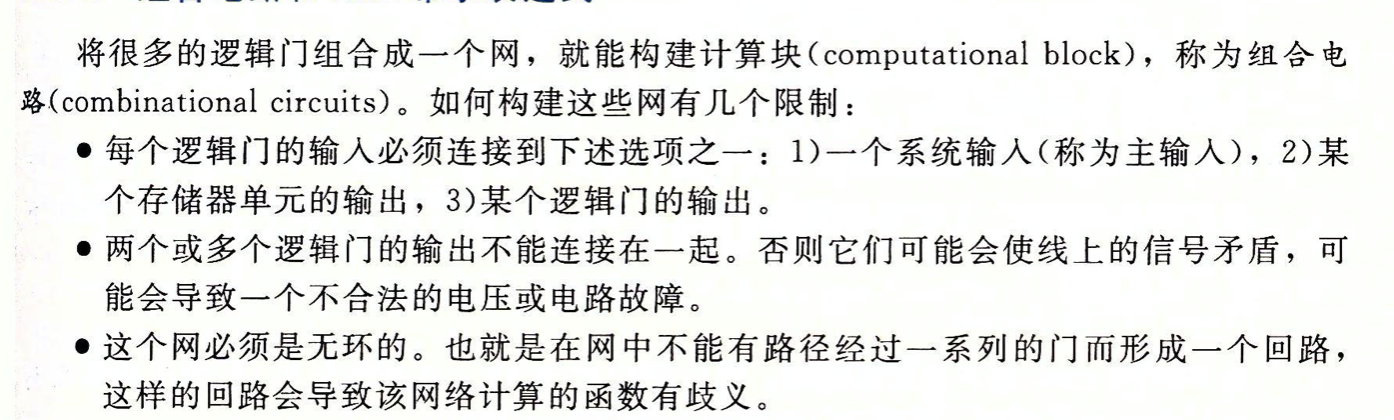 将很多的逻辑门组合成一个网，就能构建计算块(computational block)，称为组合电
路(combinational circuits)。如何构建这些网有几个限制：
● 每个逻辑门的输入必须连接到下述选项之一：1)一个系统输入(称为主输入)，2)某
个存储器单元的输出，3)某个逻辑门的输出。
● 两个或多个逻辑门的输出不能连接在一起。否则它们可能会使线上的信号矛盾，可
能会导致一个不合法的电压或电路故障。
● 这个网必须是无环的。也就是在网中不能有路径经过一系列的门而形成一个回路，
这样的回路会导致该网络计算的函数有歧义。